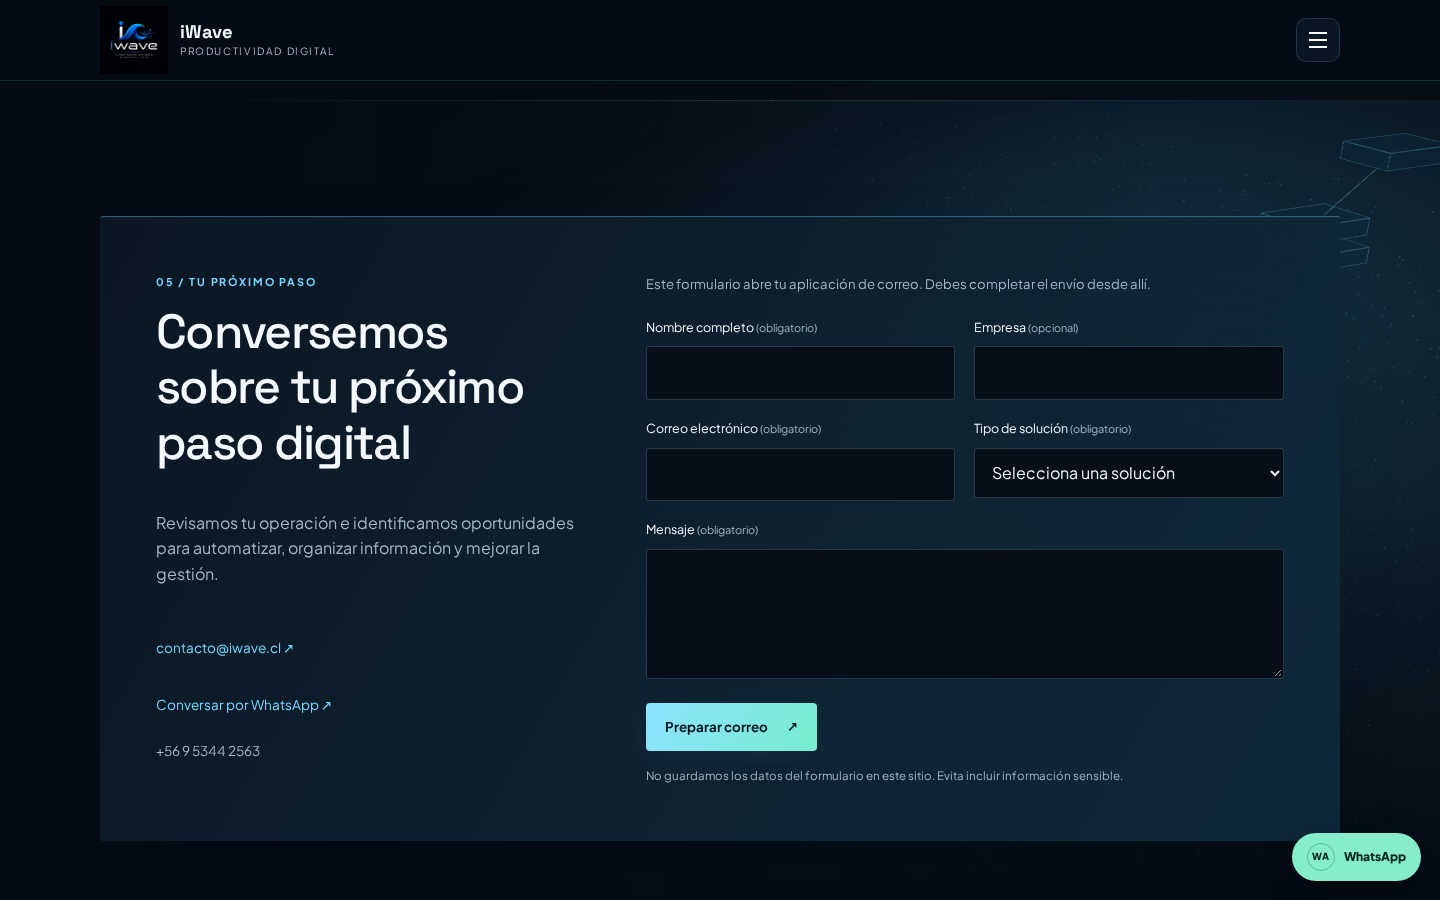 iwave
iWave
PRODUCTIVIDAD DIGITAL
05 / TU PRÓXIMO PASO
Conversemos
sobre tu próximo
paso digital
Revisamos tu operación e identificamos oportunidades
para automatizar, organizar información y mejorar la
gestión.
contacto@iwave.cl ↗
Conversar por WhatsApp ↗
+56 9 5344 2563
Este formulario abre tu aplicación de correo. Debes completar el envío desde allí.
Nombre completo (obligatorio)
Empresa (opcional)
Correo electrónico (obligatorio)
Tipo de solución (obligatorio)
Selecciona una solución
Mensaje (obligatorio)
Preparar correo ↗
No guardamos los datos del formulario en este sitio. Evita incluir información sensible.
WA WhatsApp